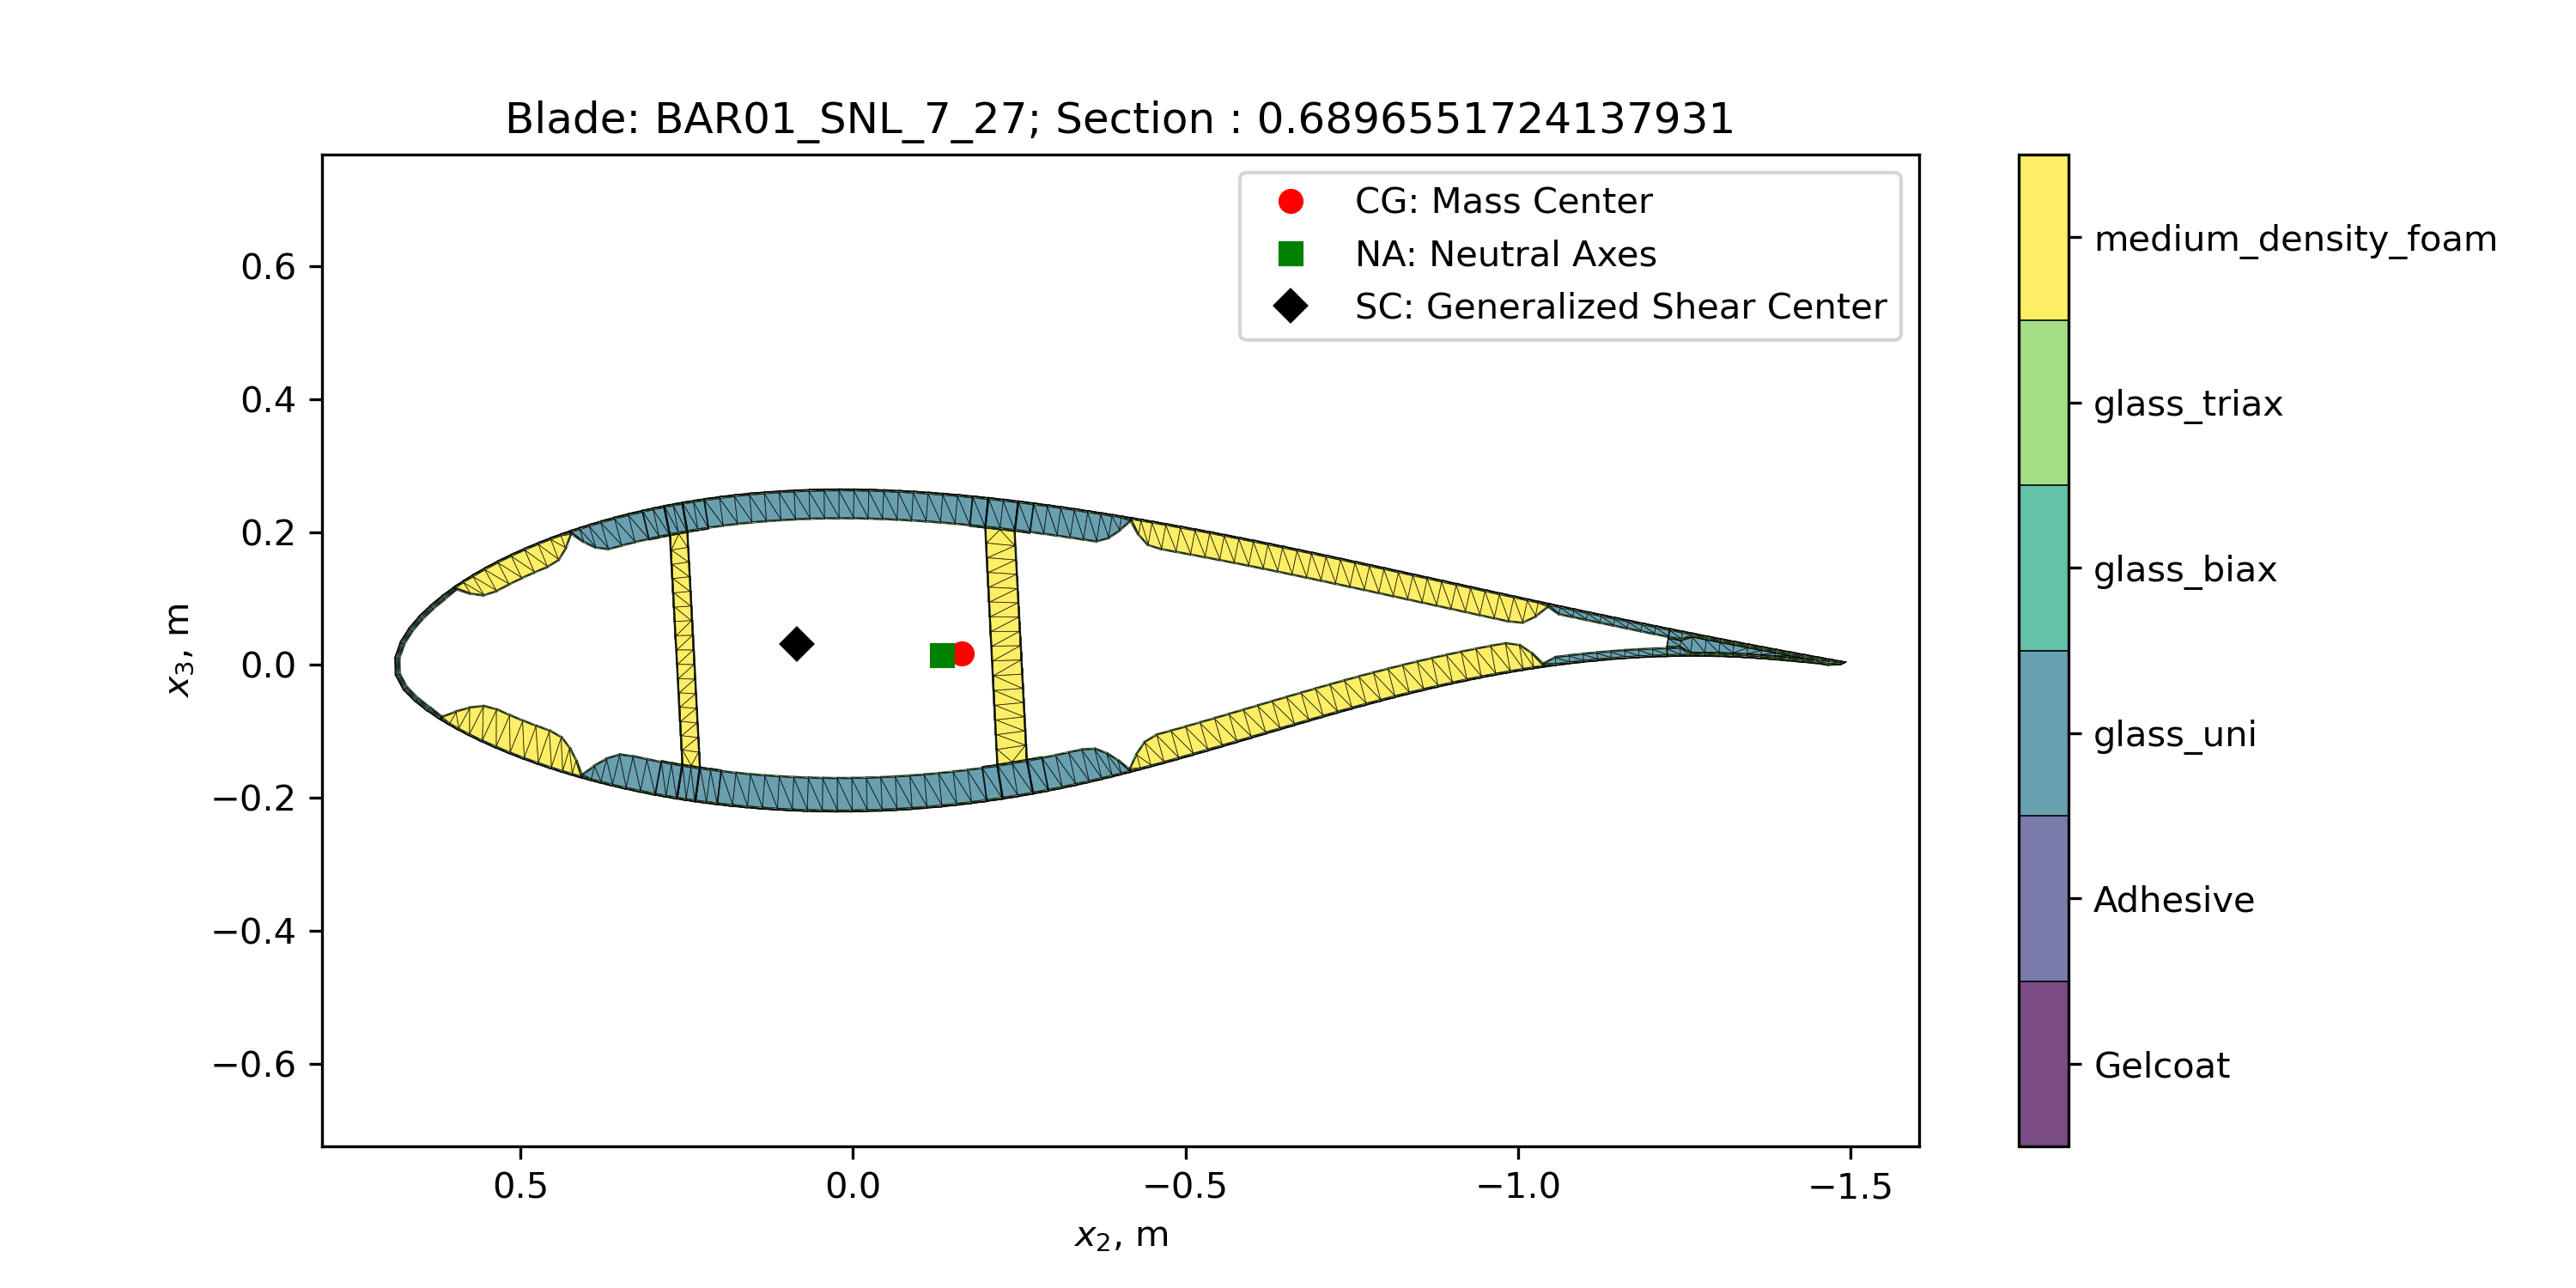 Blade: BAR01_SNL_7_27; Section : 0.6896551724137931
CG: Mass Center
NA: Neutral Axes
SC: Generalized Shear Center
0.6
0.4
0.2
0.0
−0.2
−0.4
−0.6
x₃, m
0.5
0.0
−0.5
−1.0
−1.5
x₂, m
medium_density_foam
glass_triax
glass_biax
glass_uni
Adhesive
Gelcoat